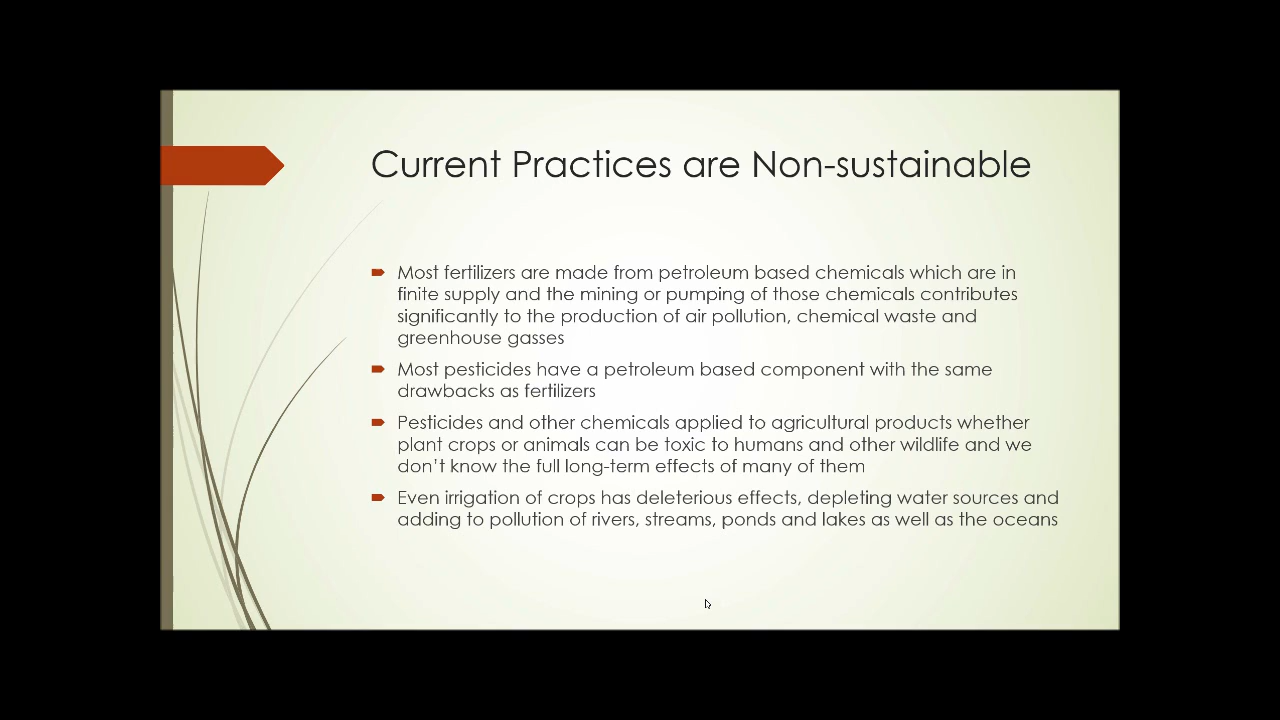 Current Practices are Non-sustainable
Most fertilizers are made from petroleum based chemicals which are in
finite supply and the mining or pumping of those chemicals contributes
significantly to the production of air pollution, chemical waste and
greenhouse gasses
Most pesticides have a petroleum based component with the same
drawbacks as fertilizers
Pesticides and other chemicals applied to agricultural products whether
plant crops or animals can be toxic to humans and other wildlife and we
don't know the full long-term effects of many of them
Even irrigation of crops has deleterious effects, depleting water sources and
adding to pollution of rivers, streams, ponds and lakes as well as the oceans